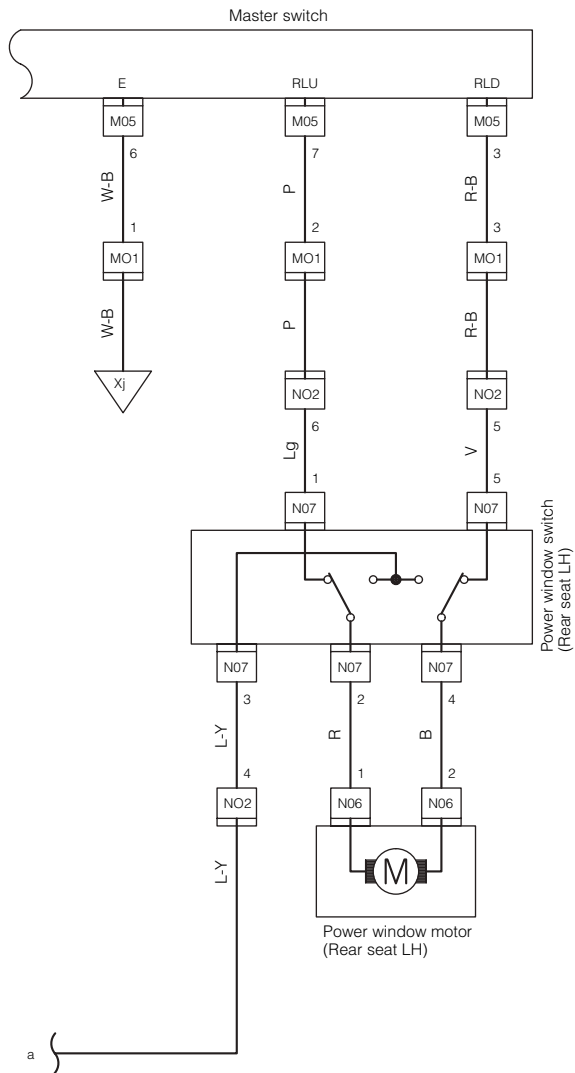 Master switch
E RLU RLD
M05 M05 M05
6 7 3
W-B P R-B
1 2 3
MO1 MO1 MO1
W-B P R-B
Xj
NO2 NO2
6 5
Lg V
1 5
N07 N07
Power window switch
(Rear seat LH)
N07 N07 N07
3 2 4
L-Y R B
4 1 2
NO2 N06 N06
L-Y
M
Power window motor
(Rear seat LH)
a